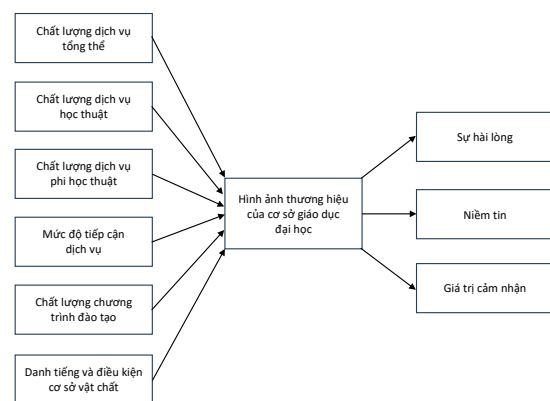 Chất lượng dịch vụ
tổng thể
Chất lượng dịch vụ
học thuật
Chất lượng dịch vụ
phi học thuật
Mức độ tiếp cận
dịch vụ
Chất lượng chương
trình đào tạo
Danh tiếng và điều kiện
cơ sở vật chất
Hình ảnh thương hiệu
của cơ sở giáo dục
đại học
Sự hài lòng
Niềm tin
Giá trị cảm nhận